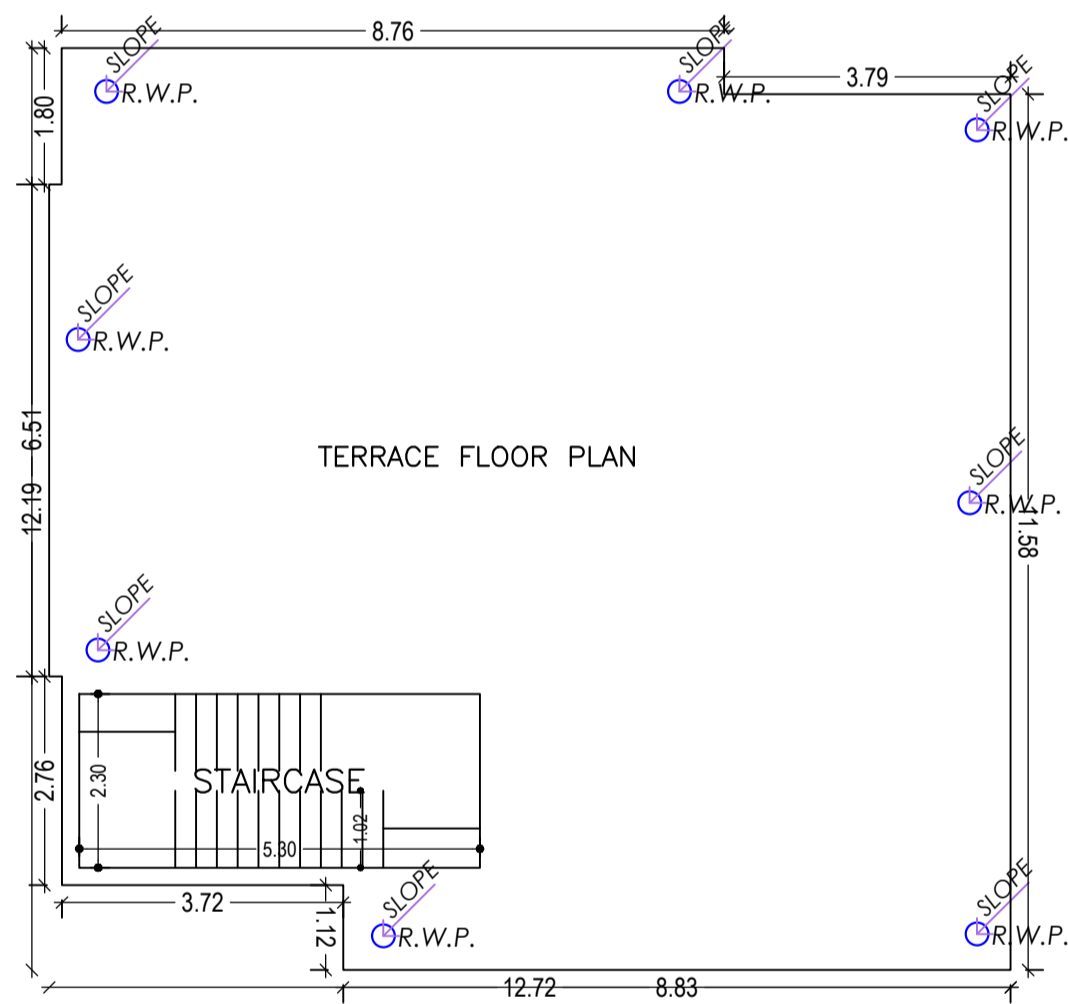 8.76
SLOPE
R.W.P.
SLOPE
R.W.P.
3.79
SLOPE
R.W.P.
1.80
SLOPE
R.W.P.
6.51
12.19
TERRACE FLOOR PLAN
SLOPE
R.W.P.
11.58
SLOPE
R.W.P.
2.76
2.30
STAIRCASE
1.02
5.30
3.72
1.12
SLOPE
R.W.P.
SLOPE
R.W.P.
12.72
8.83